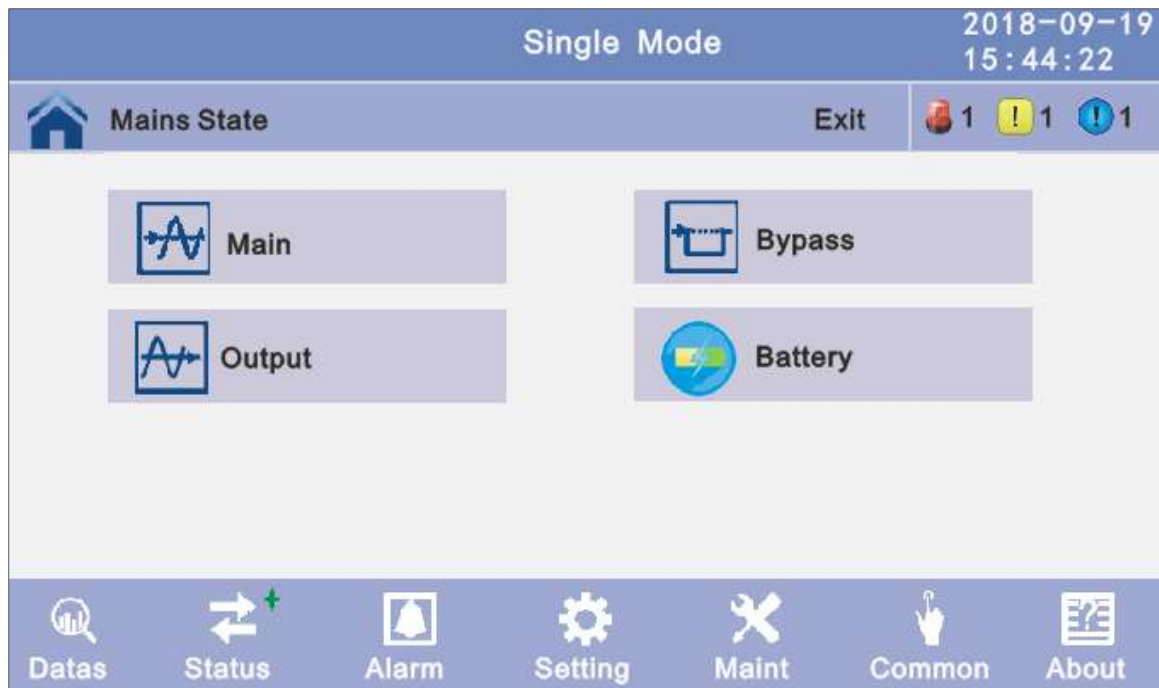 Single Mode
2018-09-19
15:44:22
Mains State
Exit
1
! 1
! 1
Main
Bypass
Output
Battery
Datas
Status
Alarm
Setting
Maint
Common
About